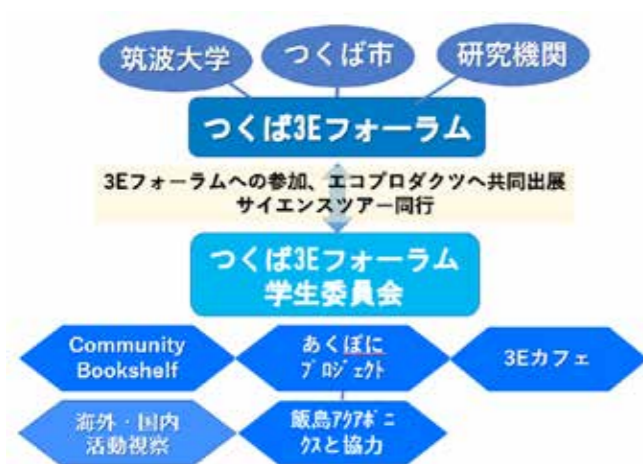 筑波大学
つくば市
研究機関
つくば3Eフォーラム
3Eフォーラムへの参加、エコプロダクツへ共同出展
サイエンスツアー同行
つくば3Eフォーラム
学生委員会
Community
Bookshelf
あくぽに
ﾌﾟﾛｼﾞｪｸﾄ
3Eカフェ
海外・国内
活動視察
飯島ｱｸｱﾎﾟﾆ
ｸｽと協力